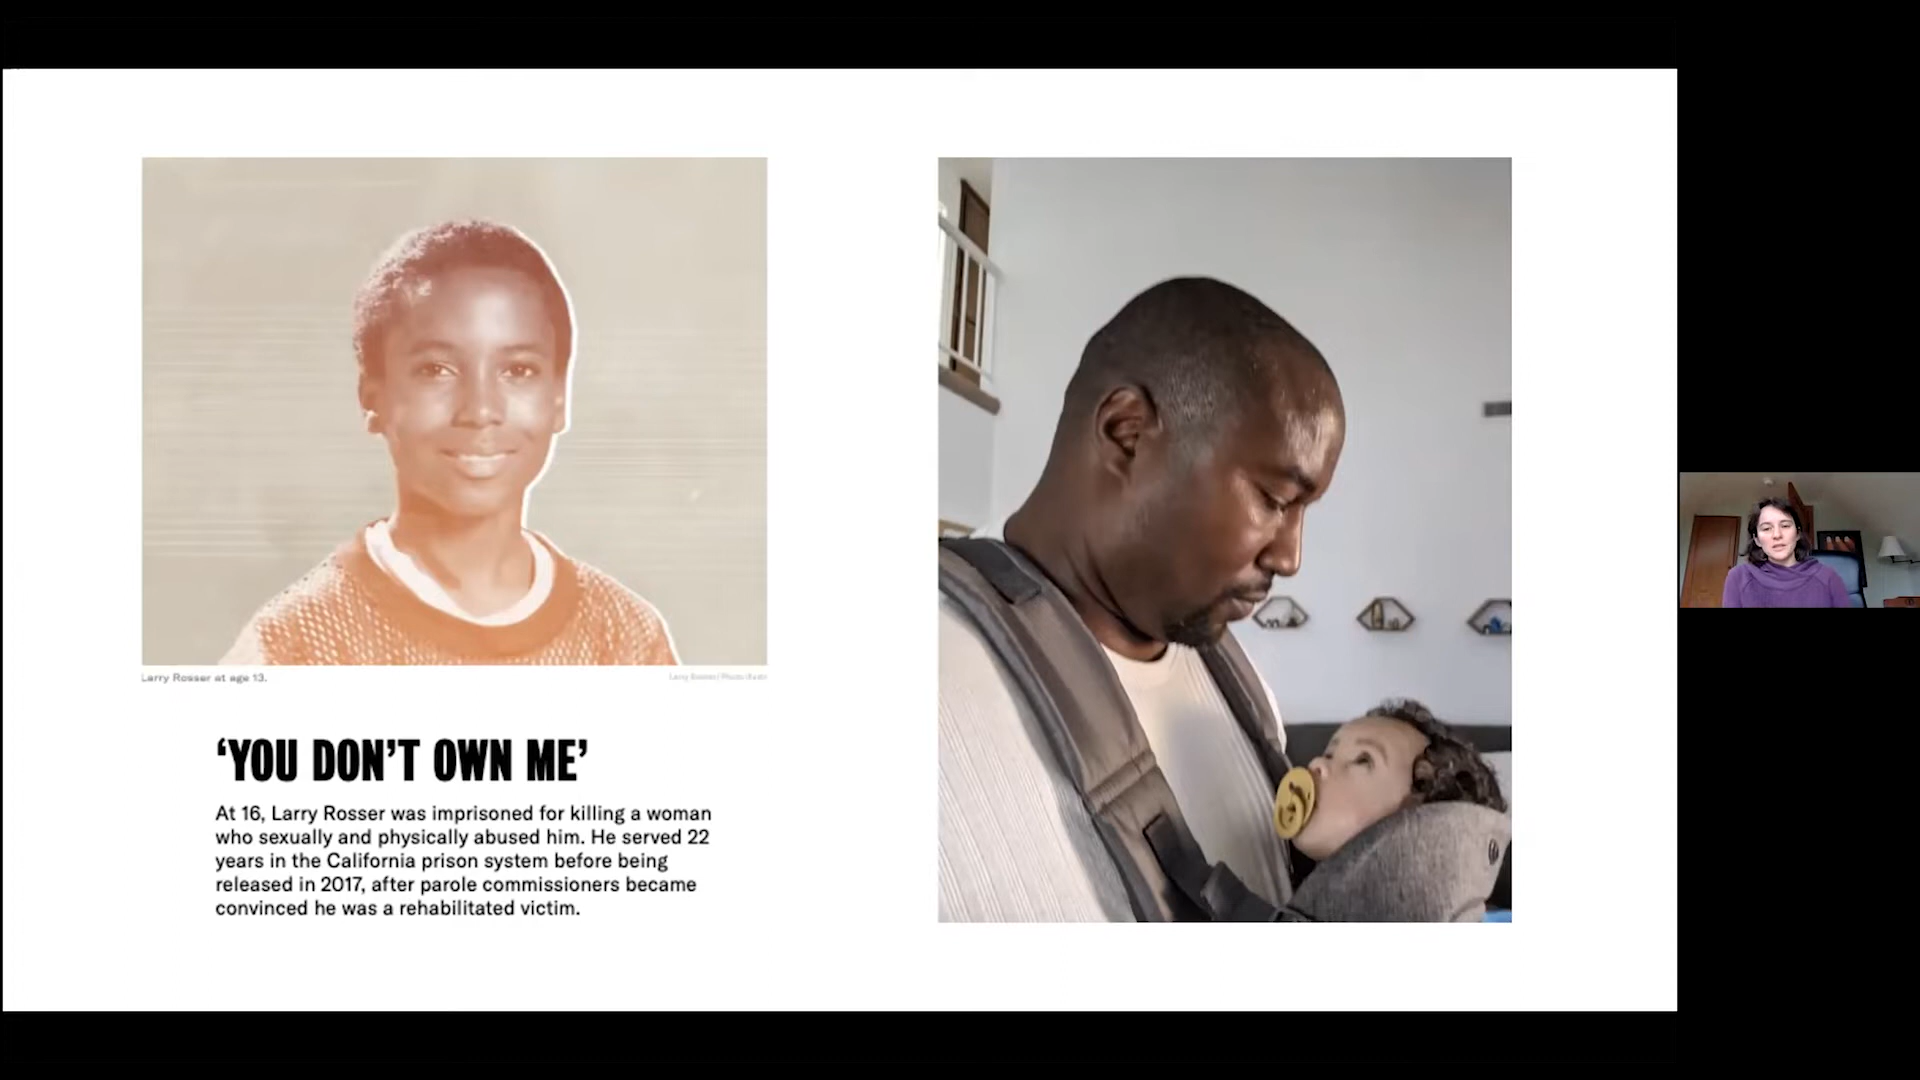 Larry Rosser at age 13.
‘YOU DON’T OWN ME’
At 16, Larry Rosser was imprisoned for killing a woman
who sexually and physically abused him. He served 22
years in the California prison system before being
released in 2017, after parole commissioners became
convinced he was a rehabilitated victim.